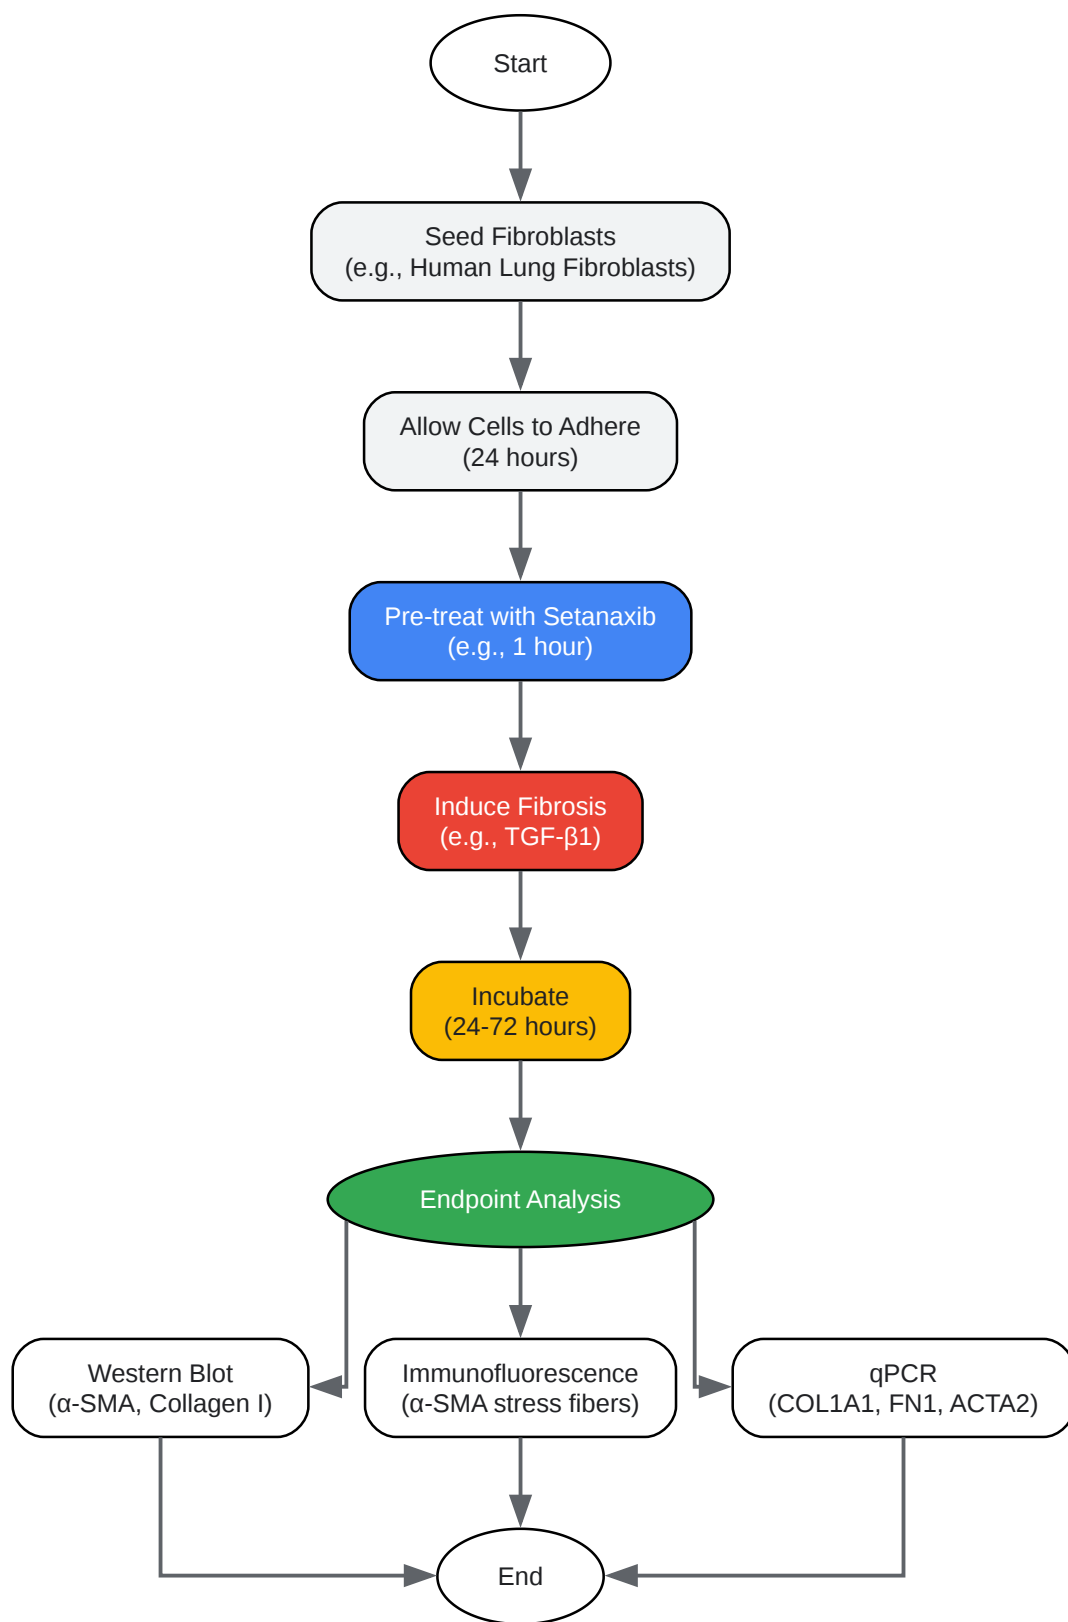 Start
Seed Fibroblasts
(e.g., Human Lung Fibroblasts)
Allow Cells to Adhere
(24 hours)
Pre-treat with Setanaxib
(e.g., 1 hour)
Induce Fibrosis
(e.g., TGF-β1)
Incubate
(24-72 hours)
Endpoint Analysis
Western Blot
(α-SMA, Collagen I)
Immunofluorescence
(α-SMA stress fibers)
qPCR
(COL1A1, FN1, ACTA2)
End